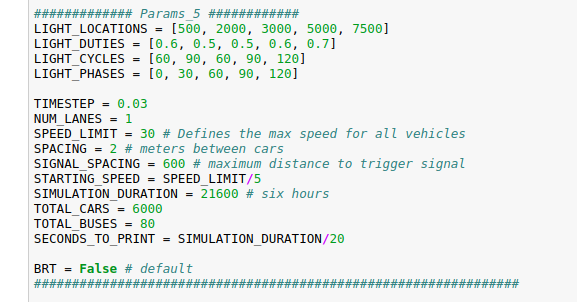 ############# Params_5 ############
LIGHT_LOCATIONS = [500, 2000, 3000, 5000, 7500]
LIGHT_DUTIES = [0.6, 0.5, 0.5, 0.6, 0.7]
LIGHT_CYCLES = [60, 90, 60, 90, 120]
LIGHT_PHASES = [0, 30, 60, 90, 120]
TIMESTEP = 0.03
NUM_LANES = 1
SPEED_LIMIT = 30 # Defines the max speed for all vehicles
SPACING = 2 # meters between cars
SIGNAL_SPACING = 600 # maximum distance to trigger signal
STARTING_SPEED = SPEED_LIMIT/5
SIMULATION_DURATION = 21600 # six hours
TOTAL_CARS = 6000
TOTAL_BUSES = 80
SECONDS_TO_PRINT = SIMULATION_DURATION/20
BRT = False # default
################################################################